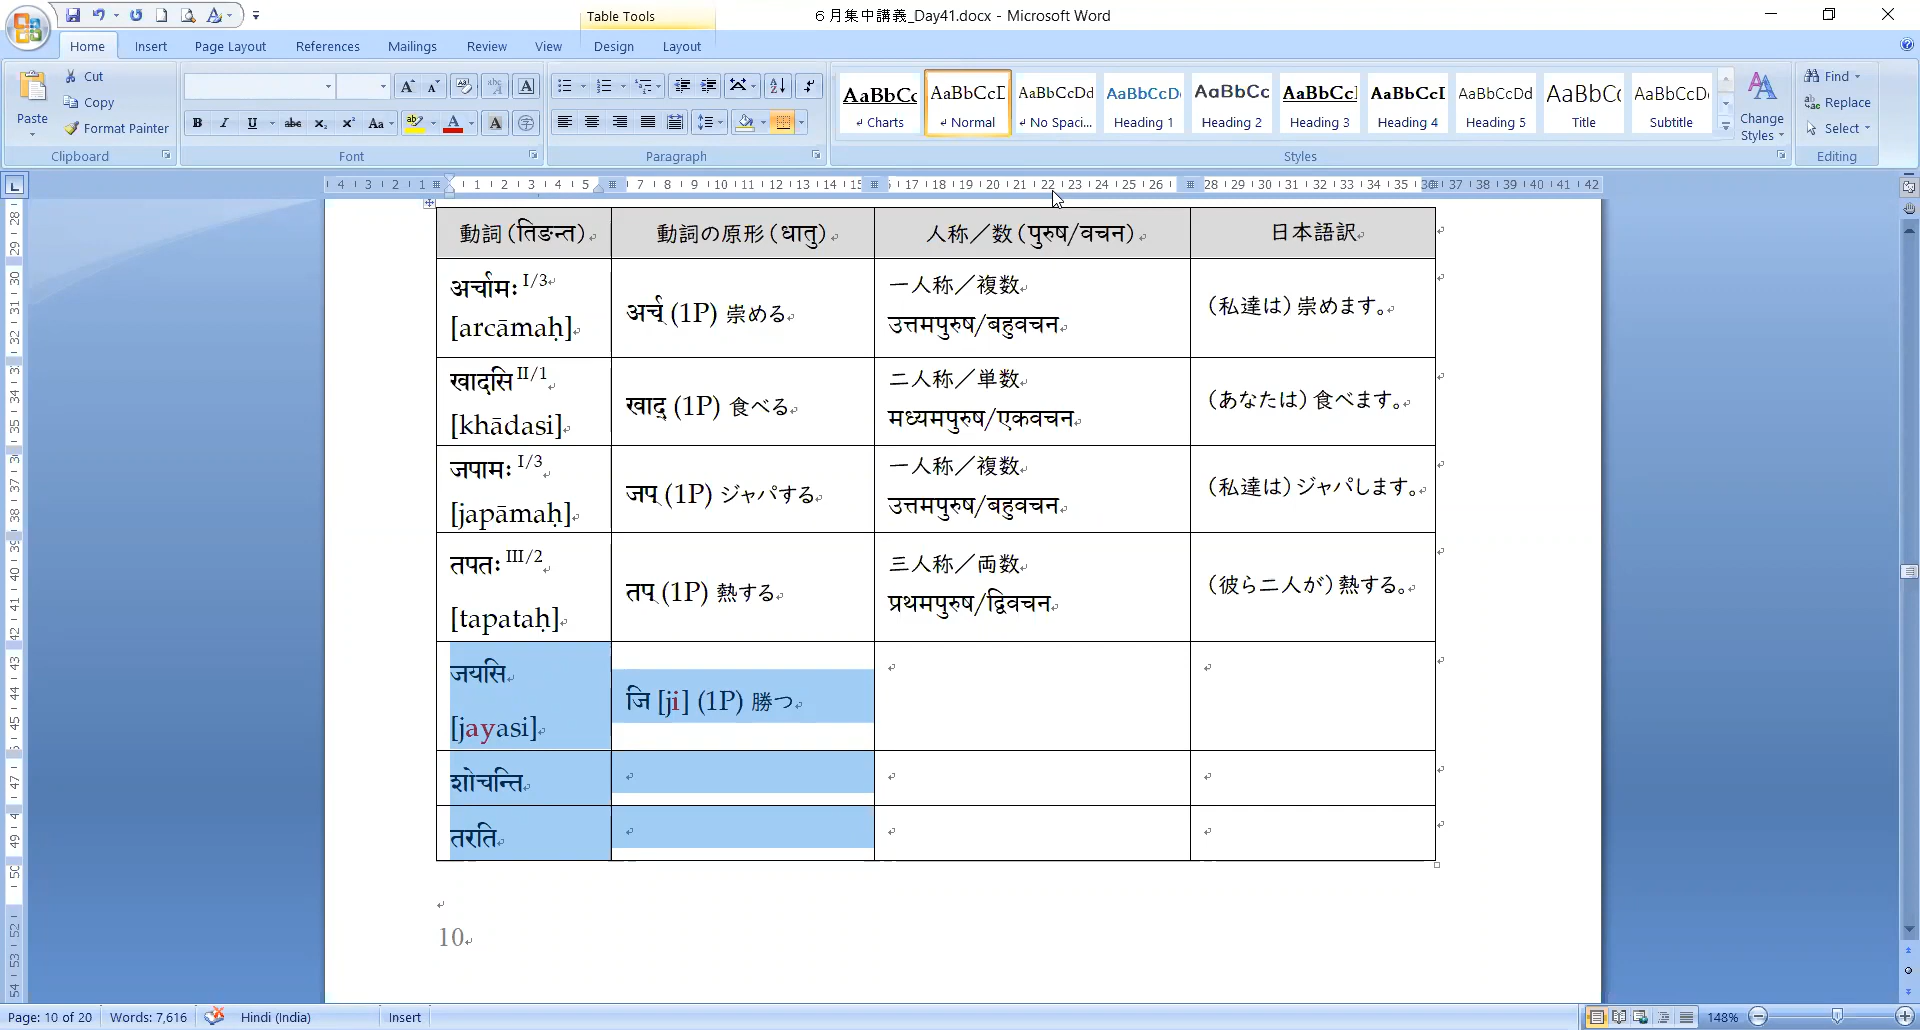 ６月集中講義_Day41.docx - Microsoft Word
Table Tools
Home Insert Page Layout References Mailings Review View Design Layout
Paste
Cut
Copy
Format Painter
Clipboard
Font
Paragraph
AaBbCc AaBbCcD AaBbCcDd AaBbCcD AaBbCc AaBbCcI AaBbCcI AaBbCcDd AaBbC AaBbCcD
Charts Normal No Spaci... Heading 1 Heading 2 Heading 3 Heading 4 Heading 5 Title Subtitle
Change Styles
Styles
Find
Replace
Select
Editing
動詞（तिङन्त） 動詞の原形（धातु） 人称／数（पुरुष/वचन） 日本語訳
अर्चामः I/3
[arcāmaḥ]
अर्च् (1P) 崇める
一人称／複数
उत्तमपुरुष/बहुवचन
（私達は）崇めます。
खादसि II/1
[khādasi]
खाद् (1P) 食べる
二人称／単数
मध्यमपुरुष/एकवचन
（あなたは）食べます。
जपामः I/3
[japāmaḥ]
जप् (1P) ジャパする
一人称／複数
उत्तमपुरुष/बहुवचन
（私達は）ジャパします。
तपतः III/2
[tapataḥ]
तप् (1P) 熱する
三人称／両数
प्रथमपुरुष/द्विवचन
（彼ら二人が）熱する。
जयसि
[jayasi]
जि [ji] (1P) 勝つ
शोचन्ति
तरति
10
Page: 10 of 20 Words: 7,616 Hindi (India) Insert 148%